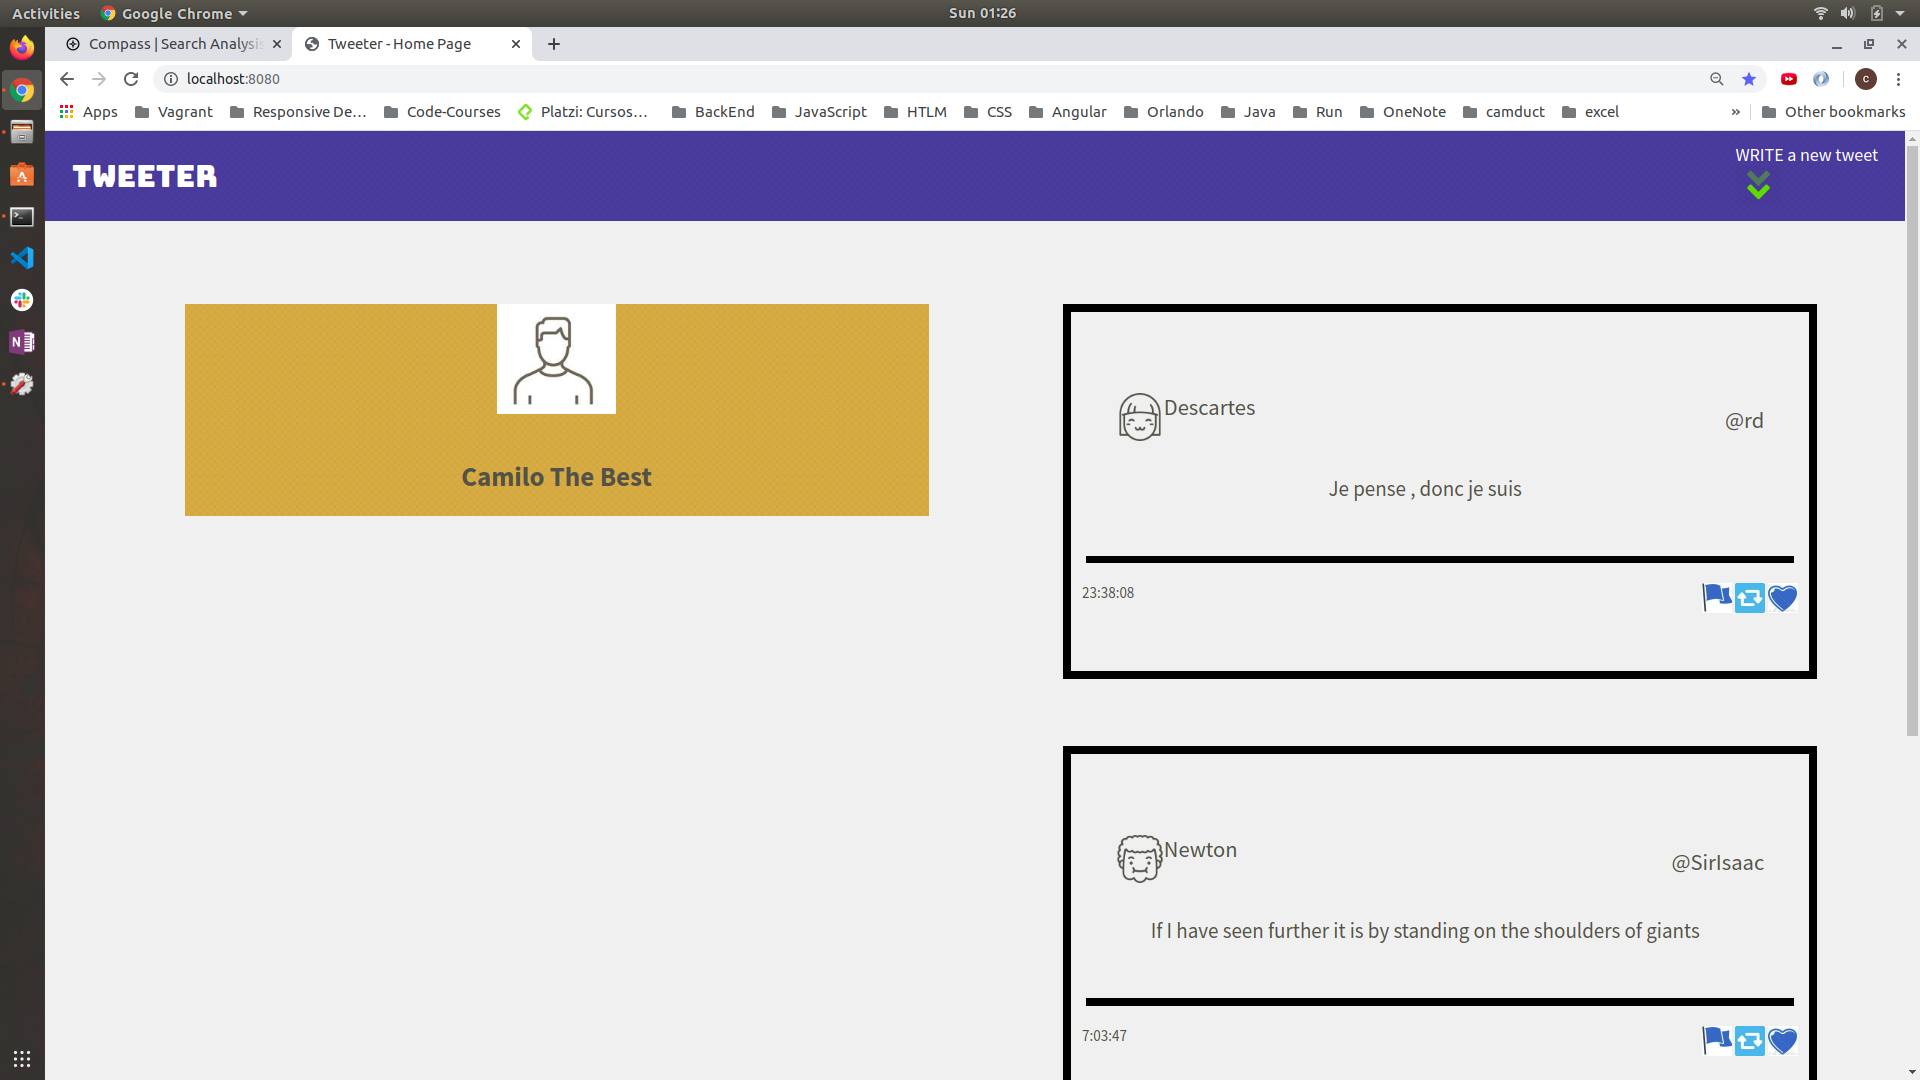 Activities Google Chrome Sun 01:26
Compass | Search Analysis Tweeter - Home Page
localhost:8080
Apps Vagrant Responsive De... Code-Courses Platzi: Cursos... BackEnd JavaScript HTLM CSS Angular Orlando Java Run OneNote camduct excel » Other bookmarks
TWEETER
WRITE a new tweet
Camilo The Best
Descartes
@rd
Je pense , donc je suis
23:38:08
Newton
@SirIsaac
If I have seen further it is by standing on the shoulders of giants
7:03:47